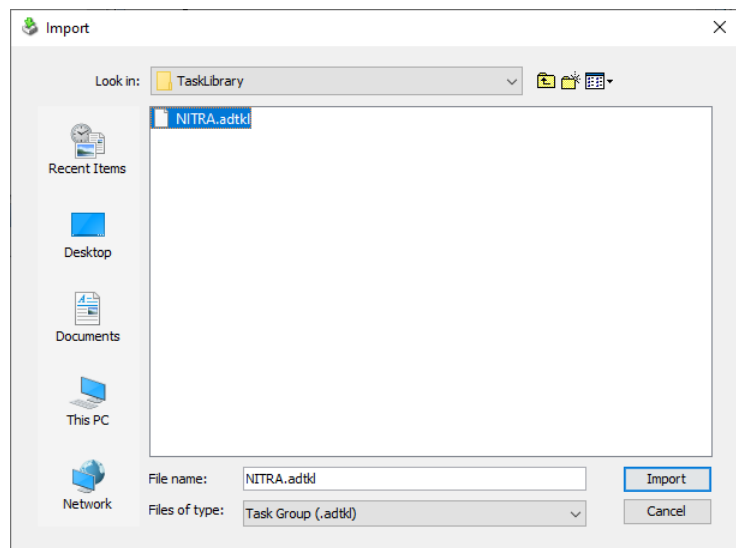 Import
Look in: TaskLibrary
NITRA.adtkl
Recent Items
Desktop
Documents
This PC
Network
File name: NITRA.adtkl Import
Files of type: Task Group (.adtkl) Cancel